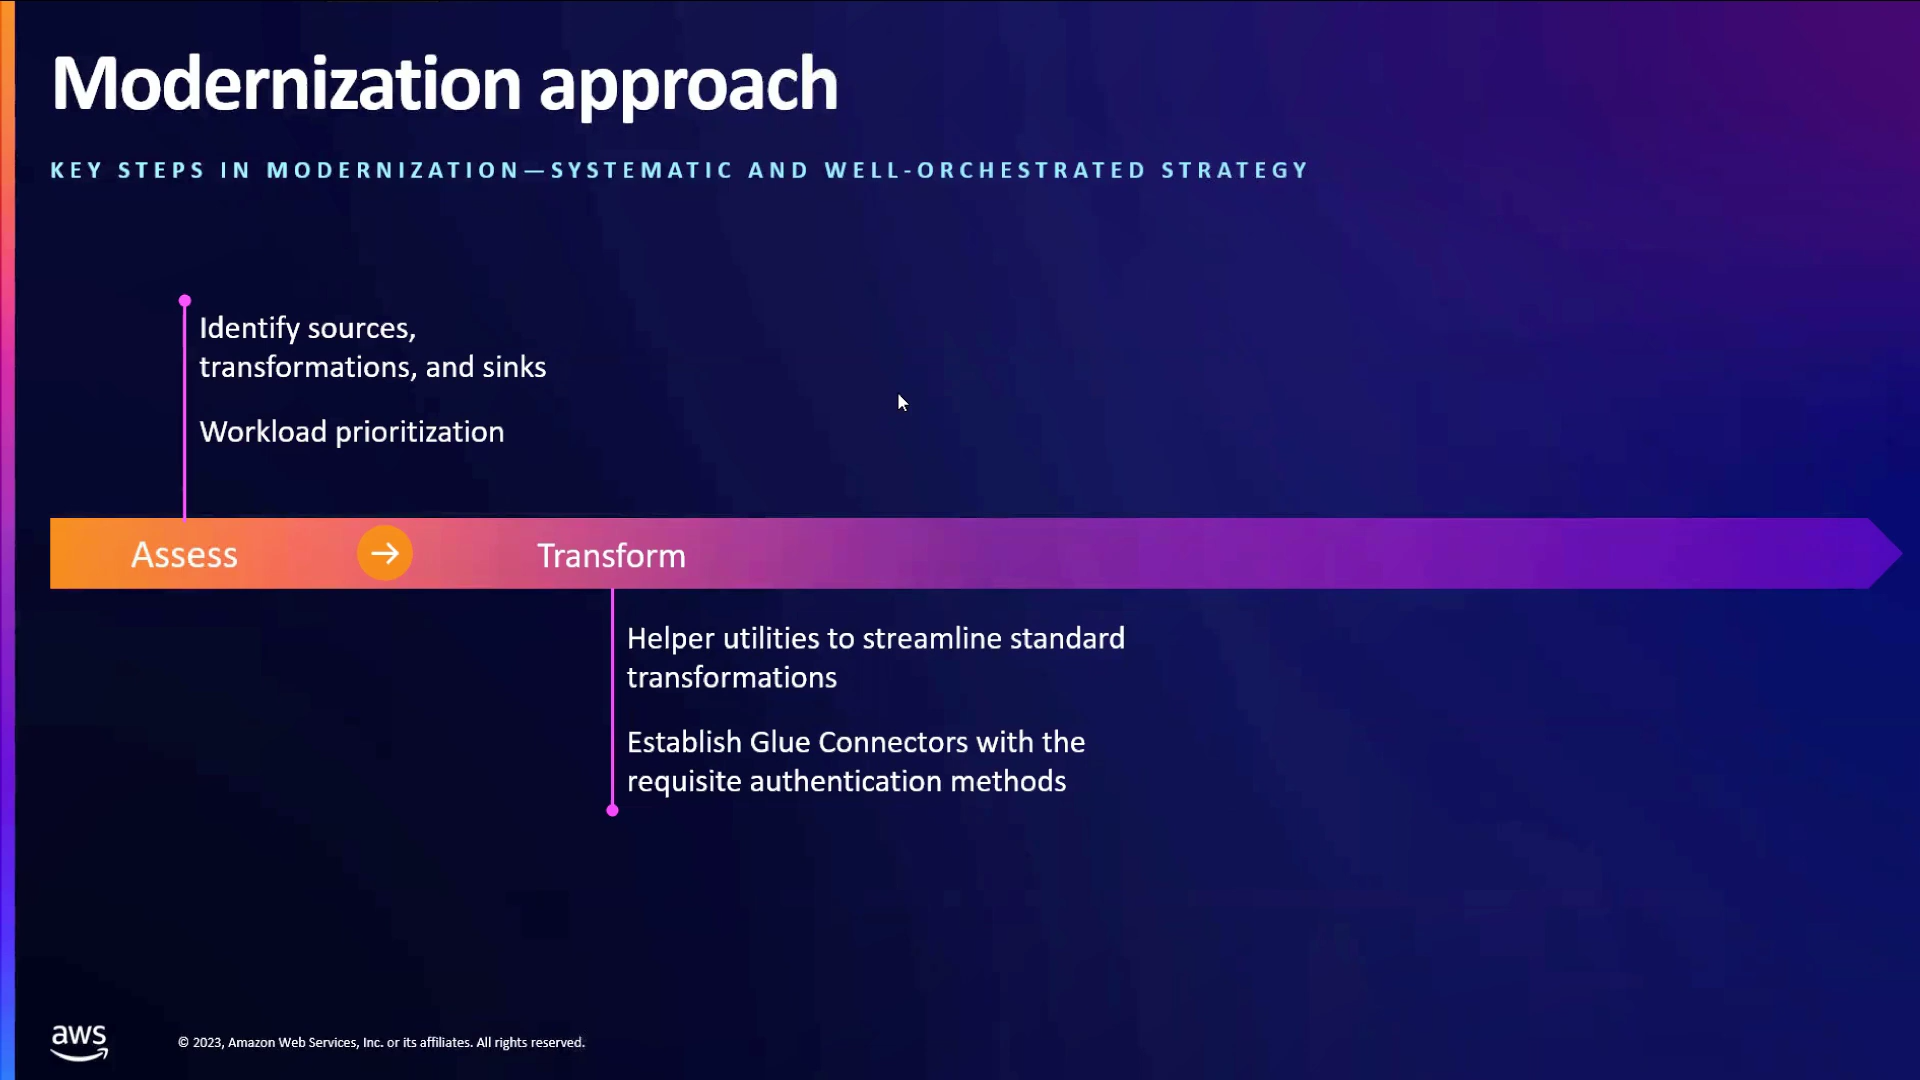 Modernization approach
KEY STEPS IN MODERNIZATION—SYSTEMATIC AND WELL-ORCHESTRATED STRATEGY
Identify sources,
transformations, and sinks
Workload prioritization
Assess
Transform
Helper utilities to streamline standard
transformations
Establish Glue Connectors with the
requisite authentication methods
aws
© 2023, Amazon Web Services, Inc. or its affiliates. All rights reserved.